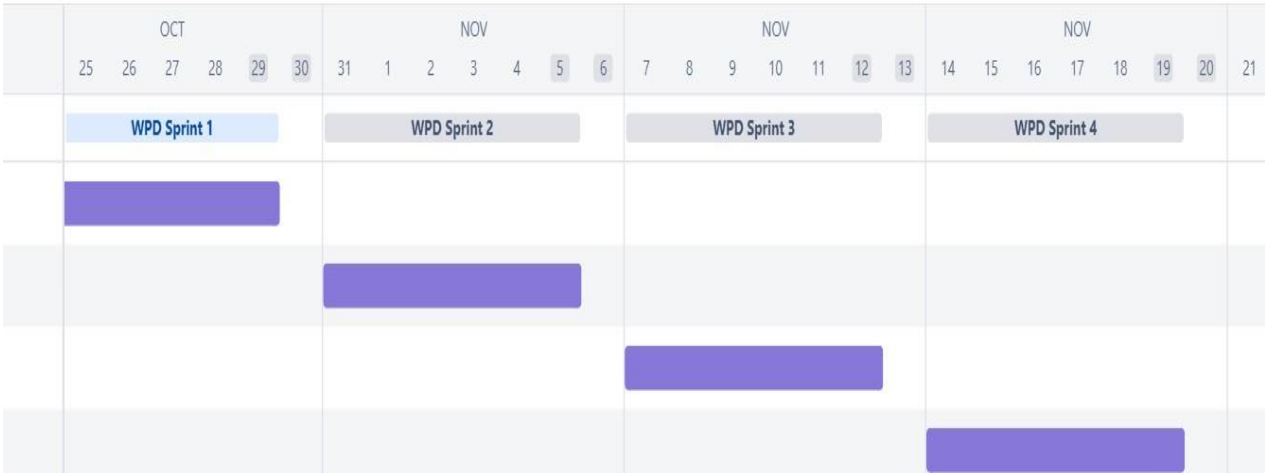 OCT NOV NOV NOV
25 26 27 28 29 30 31 1 2 3 4 5 6 7 8 9 10 11 12 13 14 15 16 17 18 19 20 21
WPD Sprint 1 WPD Sprint 2 WPD Sprint 3 WPD Sprint 4